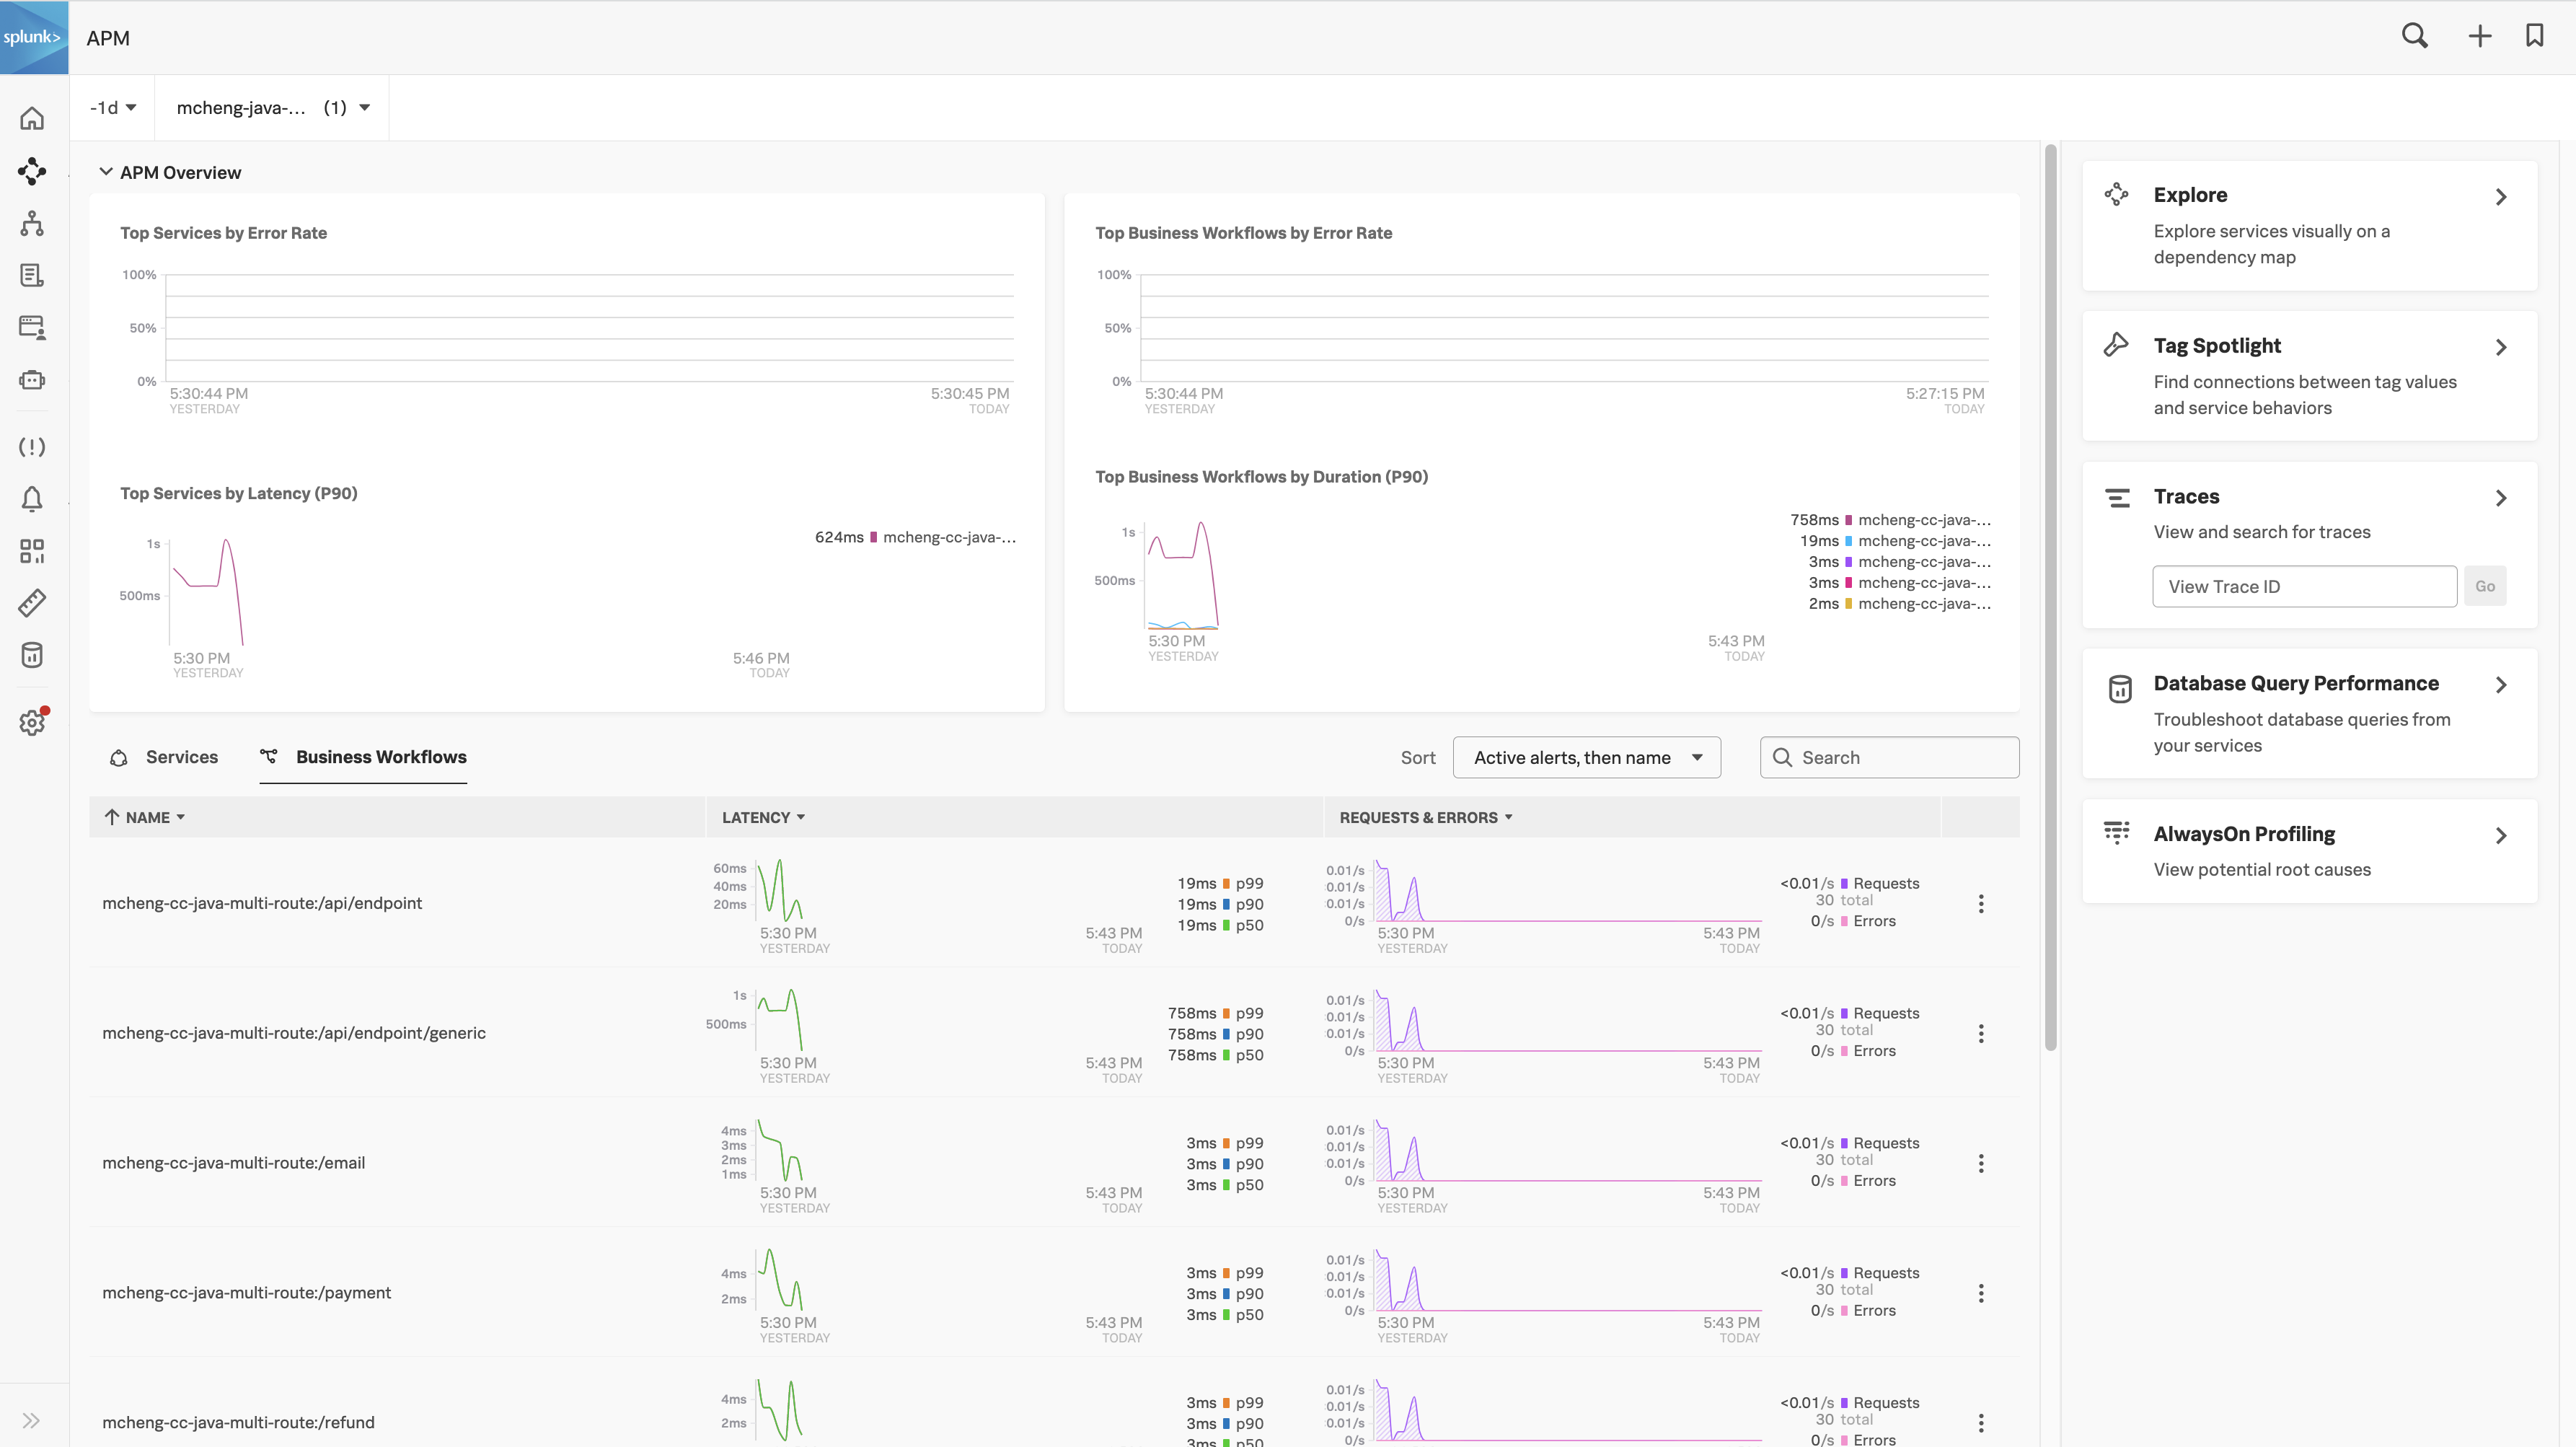 splunk>
APM
-1d
mcheng-java-... (1)
APM Overview
Top Services by Error Rate
100%
50%
0%
5:30:44 PM
YESTERDAY
5:30:45 PM
TODAY
Top Services by Latency (P90)
1s
500ms
5:30 PM
YESTERDAY
5:46 PM
TODAY
624ms mcheng-cc-java-...
Top Business Workflows by Error Rate
100%
50%
0%
5:30:44 PM
YESTERDAY
5:27:15 PM
TODAY
Top Business Workflows by Duration (P90)
1s
500ms
5:30 PM
YESTERDAY
5:43 PM
TODAY
758ms mcheng-cc-java-...
19ms mcheng-cc-java-...
3ms mcheng-cc-java-...
3ms mcheng-cc-java-...
2ms mcheng-cc-java-...
Services
Business Workflows
Sort
Active alerts, then name
Search
NAME
LATENCY
REQUESTS & ERRORS
mcheng-cc-java-multi-route:/api/endpoint
60ms
40ms
20ms
5:30 PM
YESTERDAY
5:43 PM
TODAY
19ms p99
19ms p90
19ms p50
0.01/s
0.01/s
0.01/s
0/s
5:30 PM
YESTERDAY
5:43 PM
TODAY
<0.01/s Requests
30 total
0/s Errors
mcheng-cc-java-multi-route:/api/endpoint/generic
1s
500ms
5:30 PM
YESTERDAY
5:43 PM
TODAY
758ms p99
758ms p90
758ms p50
0.01/s
0.01/s
0.01/s
0/s
5:30 PM
YESTERDAY
5:43 PM
TODAY
<0.01/s Requests
30 total
0/s Errors
mcheng-cc-java-multi-route:/email
4ms
3ms
2ms
1ms
5:30 PM
YESTERDAY
5:43 PM
TODAY
3ms p99
3ms p90
3ms p50
0.01/s
0.01/s
0.01/s
0/s
5:30 PM
YESTERDAY
5:43 PM
TODAY
<0.01/s Requests
30 total
0/s Errors
mcheng-cc-java-multi-route:/payment
4ms
2ms
5:30 PM
YESTERDAY
5:43 PM
TODAY
3ms p99
3ms p90
3ms p50
0.01/s
0.01/s
0.01/s
0/s
5:30 PM
YESTERDAY
5:43 PM
TODAY
<0.01/s Requests
30 total
0/s Errors
mcheng-cc-java-multi-route:/refund
4ms
2ms
3ms p99
3ms p90
3ms p50
0.01/s
0.01/s
0.01/s
0/s
<0.01/s Requests
30 total
0/s Errors
Explore
Explore services visually on a
dependency map
Tag Spotlight
Find connections between tag values
and service behaviors
Traces
View and search for traces
View Trace ID
Go
Database Query Performance
Troubleshoot database queries from
your services
AlwaysOn Profiling
View potential root causes